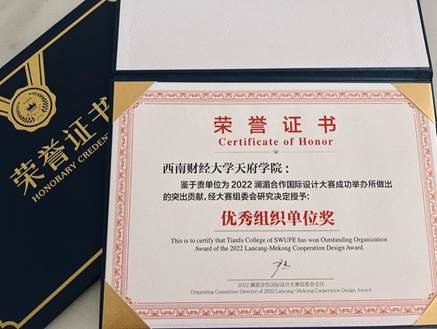 荣誉证书
HONORARY CREDENT
荣誉证书
Certificate of Honor
西南财经大学天府学院：
鉴于贵单位为 2022 澜湄合作国际设计大赛成功举办所做出
的突出贡献,经大赛组委会研究决定授予:
优秀组织单位奖
This is to certify that Tianfu College of SWUFE has won Outstanding Organization
Award of the 2022 Lancang-Mekong Cooperation Design Award.
2022 澜湄合作国际设计大赛组委会主任
Organizing Committee Director of 2022 Lancang-Mekong Cooperation Design Award